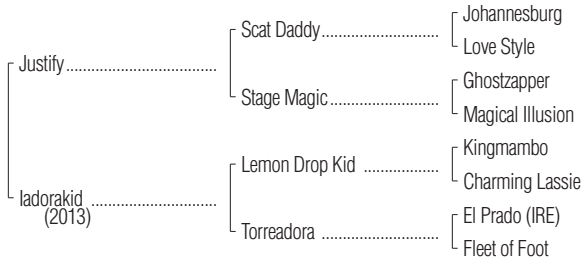 Johannesburg
Scat Daddy
Love Style
Justify
Ghostzapper
Stage Magic
Magical Illusion
Kingmambo
Lemon Drop Kid
Charming Lassie
Iadorakid
(2013)
El Prado (IRE)
Torreadora
Fleet of Foot